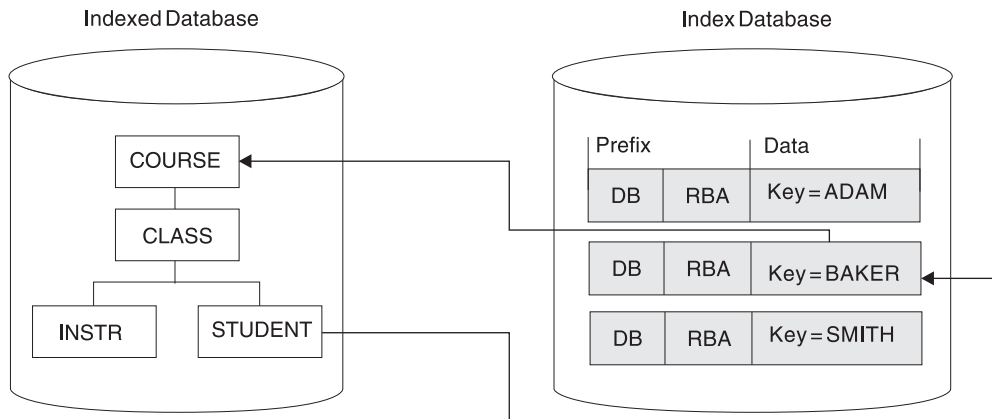 Indexed Database
COURSE
CLASS
INSTR
STUDENT
Index Database
Prefix Data
DB RBA Key=ADAM
DB RBA Key=BAKER
DB RBA Key=SMITH